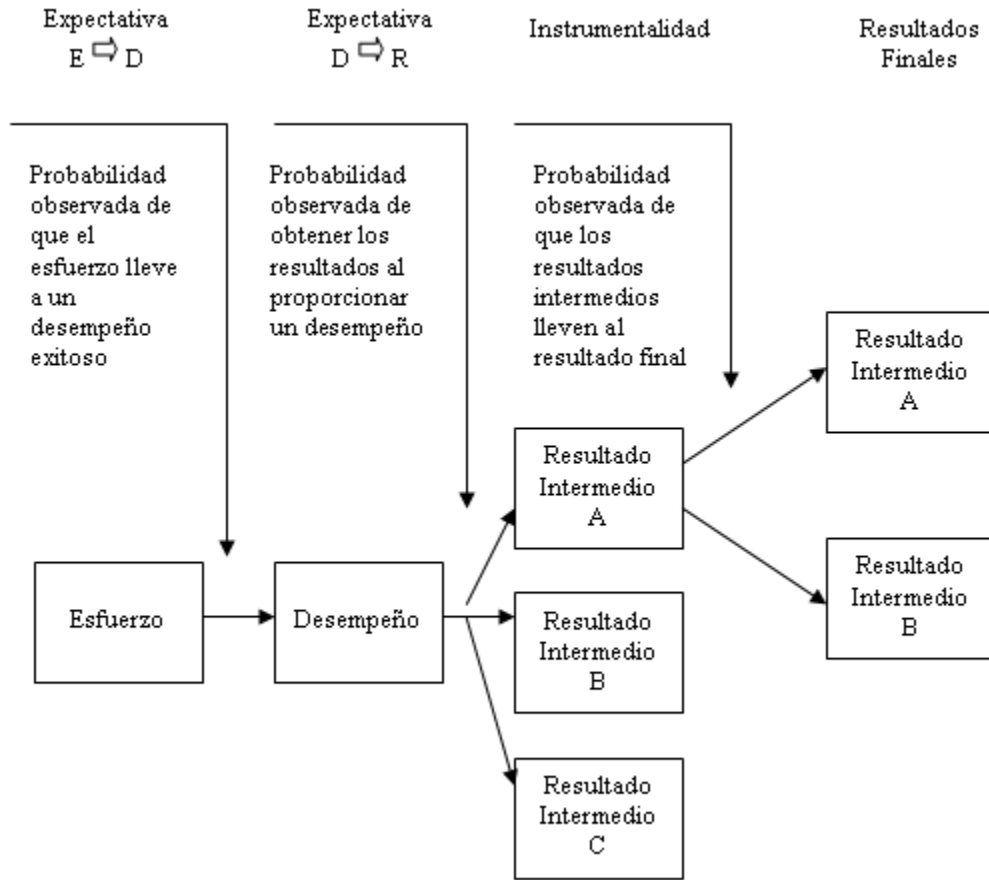 Expectativa
E ⇨ D
Expectativa
D ⇨ R
Instrumentalidad
Resultados
Finales
Probabilidad
observada de
que el
esfuerzo lleve
a un
desempeño
exitoso
Probabilidad
observada de
obtener los
resultados al
proporcionar
un desempeño
Probabilidad
observada de
que los
resultados
intermedios
lleven al
resultado final
Esfuerzo
Desempeño
Resultado
Intermedio
A
Resultado
Intermedio
B
Resultado
Intermedio
C
Resultado
Intermedio
A
Resultado
Intermedio
B